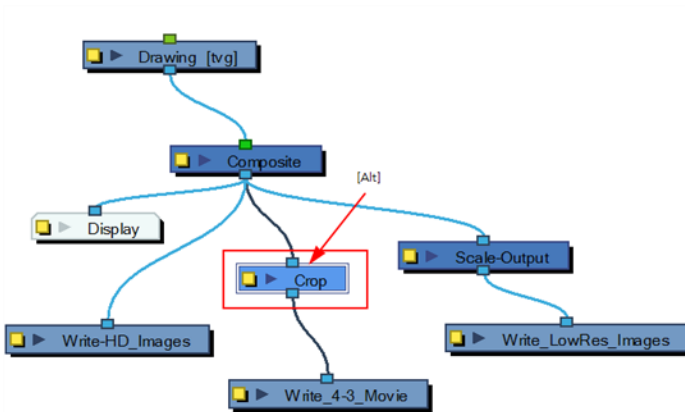 Drawing [tvg]
Composite
[Alt]
Display
Scale-Output
Crop
Write-HD_Images
Write_LowRes_Images
Write_4-3_Movie